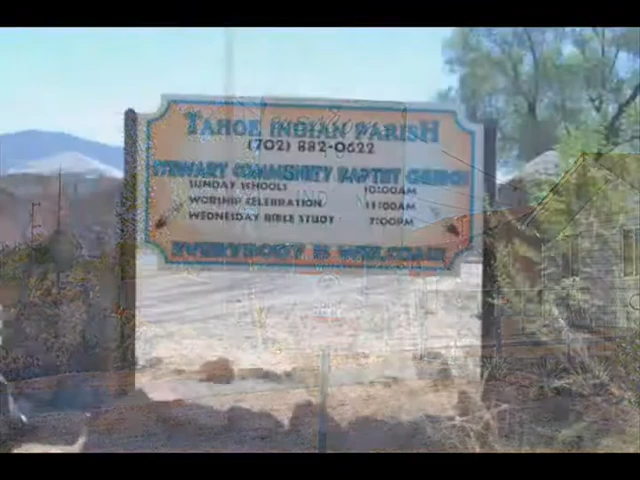 TAHOE INDIAN PARISH
(702) 882-0622
STEWART COMMUNITY BAPTIST CHURCH
SUNDAY SCHOOLS 10:00AM
WORSHIP CELEBRATION 11:00AM
WEDNESDAY BIBLE STUDY 7:00PM
EVERYBODY IS WELCOME